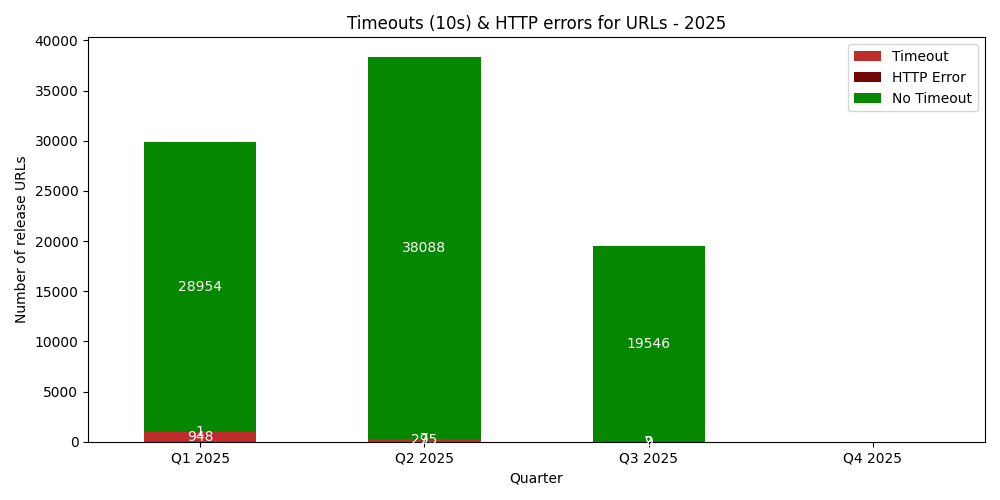 Timeouts (10s) & HTTP errors for URLs - 2025
Number of release URLs
40000
35000
30000
25000
20000
15000
10000
5000
0
Timeout
HTTP Error
No Timeout
28954
1
948
38088
295
19546
Q1 2025
Q2 2025
Q3 2025
Q4 2025
Quarter